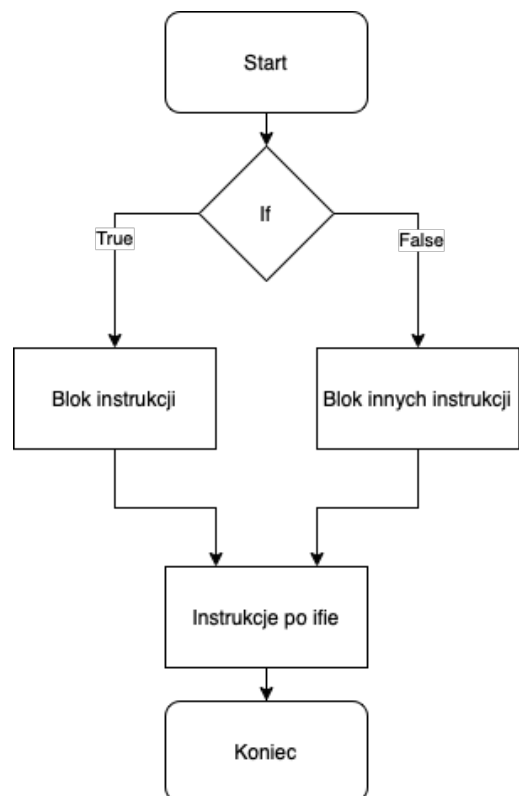 Start
If
True
False
Blok instrukcji
Blok innych instrukcji
Instrukcje po ifie
Koniec